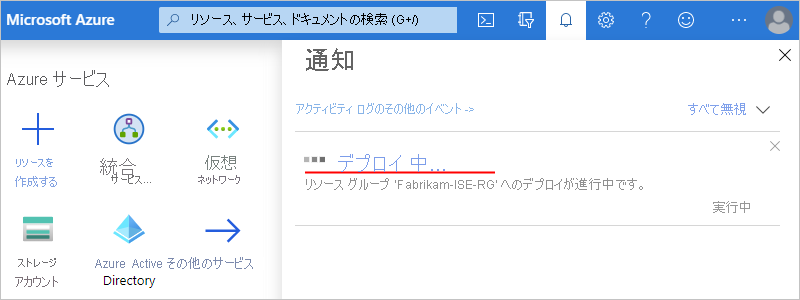 Microsoft Azure
リソース、サービス、ドキュメントの検索 (G+/)
Azure サービス
リソースを
作成する
統合
サービス...
仮想
ネットワーク
ストレージ
アカウント
Azure Active
Directory
その他のサービス
通知
アクティビティ ログのその他のイベント ->
すべて無視
デプロイ 中...
リソース グループ 'Fabrikam-ISE-RG' へのデプロイが進行中です。
実行中